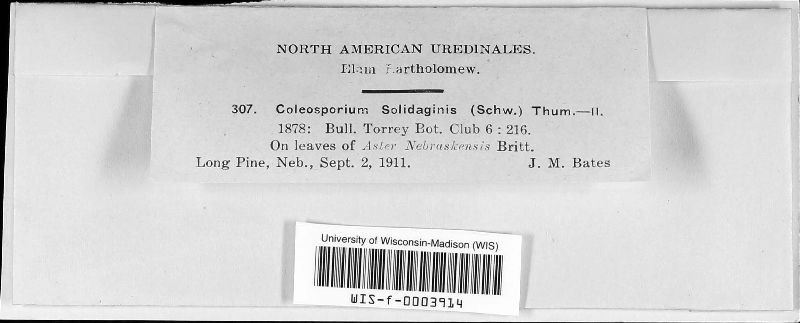 NORTH AMERICAN UREDINALES.
Elam Bartholomew.
307. Coleosporium Solidaginis (Schw.) Thum.—II.
1878: Bull. Torrey Bot. Club 6 : 216.
On leaves of Aster Nebraskensis Britt.
Long Pine, Neb., Sept. 2, 1911. J. M. Bates
University of Wisconsin-Madison (WIS)
WIS-f-0003914